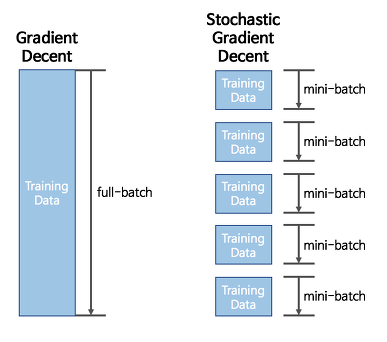 Gradient
Decent
Training
Data
full-batch
Stochastic
Gradient
Decent
Training
Data
mini-batch
Training
Data
mini-batch
Training
Data
mini-batch
Training
Data
mini-batch
Training
Data
mini-batch